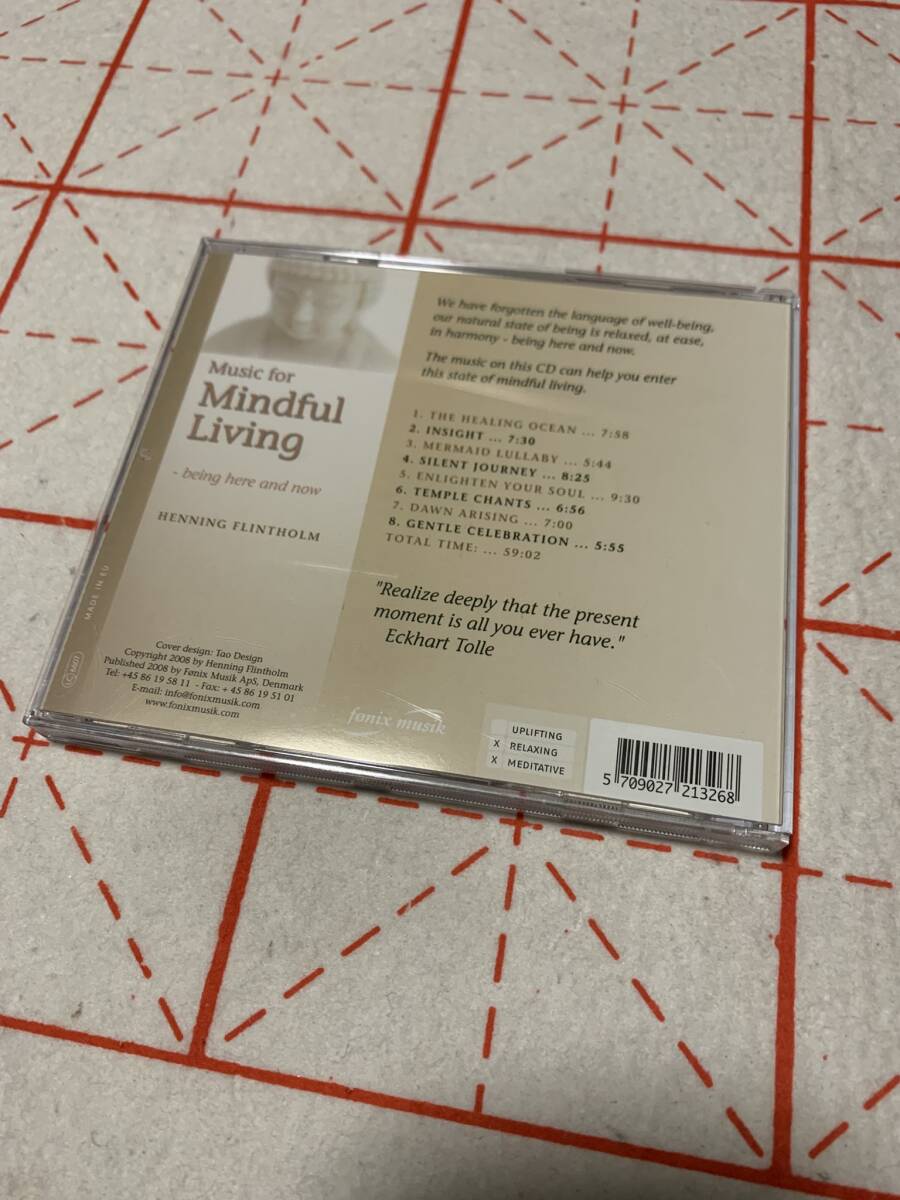 Music for
Mindful
Living
- being here and now
HENNING FLINTHOLM
MADE IN EU
Cover design: Tao Design
Copyright 2008 by Henning Flintholm
Published 2008 by Fønix Musik ApS, Denmark
Tel: +45 86 19 58 11 - Fax: + 45 86 19 51 01
E-mail: info@fonixmusik.com
www.fonixmusik.com
We have forgotten the language of well-being,
our natural state of being is relaxed, at ease,
in harmony - being here and now.
The music on this CD can help you enter
this state of mindful living.
1. THE HEALING OCEAN ... 7:58
2. INSIGHT ... 7:30
3. MERMAID LULLABY ... 5:44
4. SILENT JOURNEY ... 8:25
5. ENLIGHTEN YOUR SOUL ... 9:30
6. TEMPLE CHANTS ... 6:56
7. DAWN ARISING ... 7:00
8. GENTLE CELEBRATION ... 5:55
TOTAL TIME: ... 59:02
"Realize deeply that the present
moment is all you ever have."
Eckhart Tolle
fønix musik
UPLIFTING
X RELAXING
X MEDITATIVE
5 709027 213268